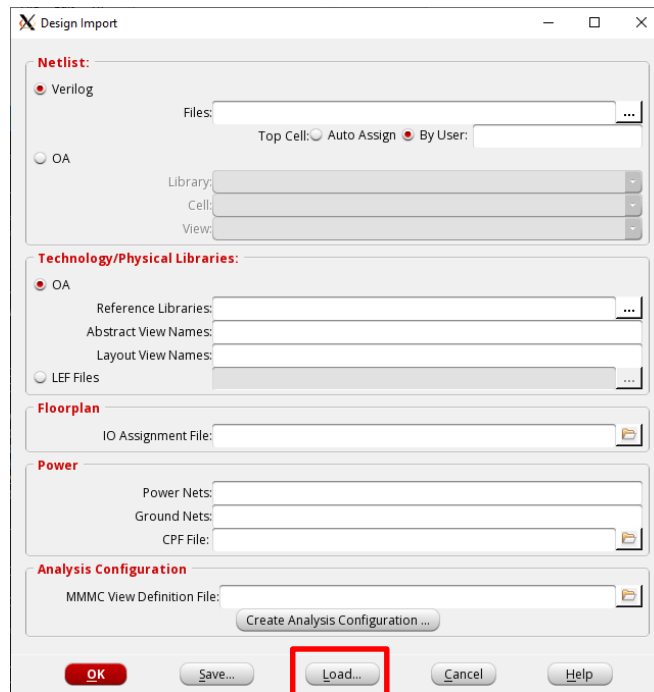 Design Import
Netlist:
Verilog
Files: ...
Top Cell: Auto Assign By User:
OA
Library:
Cell:
View:
Technology/Physical Libraries:
OA
Reference Libraries: ...
Abstract View Names:
Layout View Names:
LEF Files ...
Floorplan
IO Assignment File:
Power
Power Nets:
Ground Nets:
CPF File:
Analysis Configuration
MMMC View Definition File:
Create Analysis Configuration ...
OK Save... Load... Cancel Help